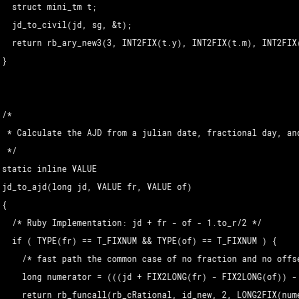 struct mini_tm t;
jd_to_civil(jd, sg, &t);
return rb_ary_new3(3, INT2FIX(t.y), INT2FIX(t.m), INT2FIX(
}
/*
* Calculate the AJD from a julian date, fractional day, and
*/
static inline VALUE
jd_to_ajd(long jd, VALUE fr, VALUE of)
{
/* Ruby Implementation: jd + fr - of - 1.to_r/2 */
if ( TYPE(fr) == T_FIXNUM && TYPE(of) == T_FIXNUM ) {
/* fast path the common case of no fraction and no offse
long numerator = (((jd + FIX2LONG(fr) - FIX2LONG(of)) -
return rb_funcall(rb_cRational, id_new, 2, LONG2FIX(nume